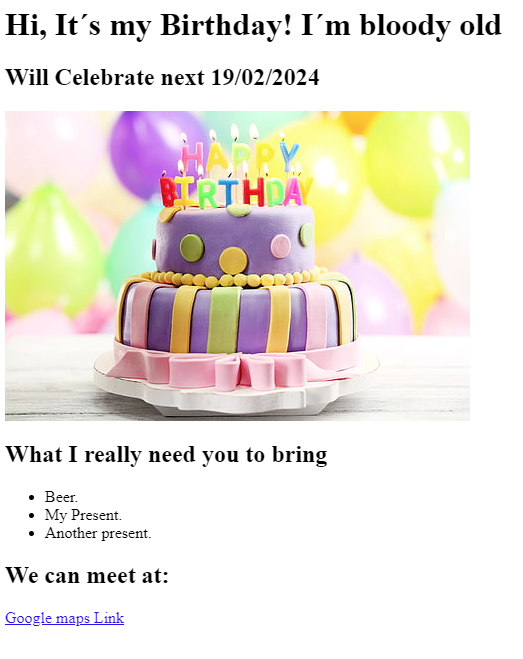 Hi, It´s my Birthday! I´m bloody old
Will Celebrate next 19/02/2024
HAPPY
BIRTHDAY
What I really need you to bring
Beer.
My Present.
Another present.
We can meet at:
Google maps Link